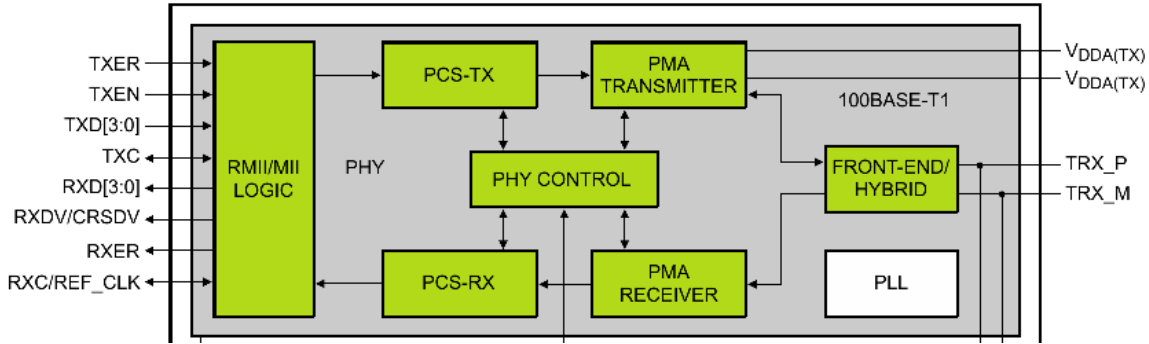 TXER
TXEN
TXD[3:0]
TXC
RXD[3:0]
RXDV/CRSDV
RXER
RXC/REF_CLK
RMII/MII
LOGIC
PHY
PCS-TX
PMA
TRANSMITTER
PHY CONTROL
PCS-RX
PMA
RECEIVER
100BASE-T1
FRONT-END/
HYBRID
PLL
VDDA(TX)
VDDA(TX)
TRX_P
TRX_M